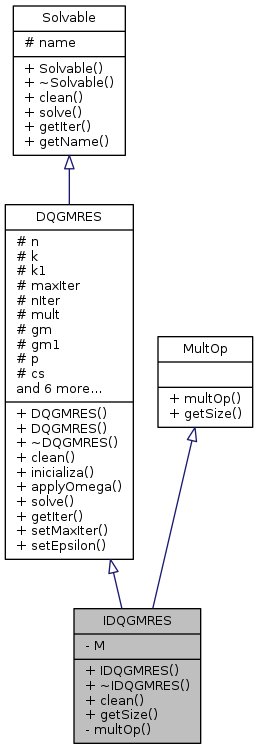 Solvable
# name
+ Solvable()
+ ~Solvable()
+ clean()
+ solve()
+ getIter()
+ getName()
DQGMRES
# n
# k
# k1
# maxIter
# nIter
# mult
# gm
# gm1
# p
# cs
and 6 more...
+ DQGMRES()
+ DQGMRES()
+ ~DQGMRES()
+ clean()
+ inicializa()
+ applyOmega()
+ solve()
+ getIter()
+ setMaxIter()
+ setEpsilon()
MultOp
+ multOp()
+ getSize()
IDQGMRES
- M
+ IDQGMRES()
+ ~IDQGMRES()
+ clean()
+ getSize()
- multOp()